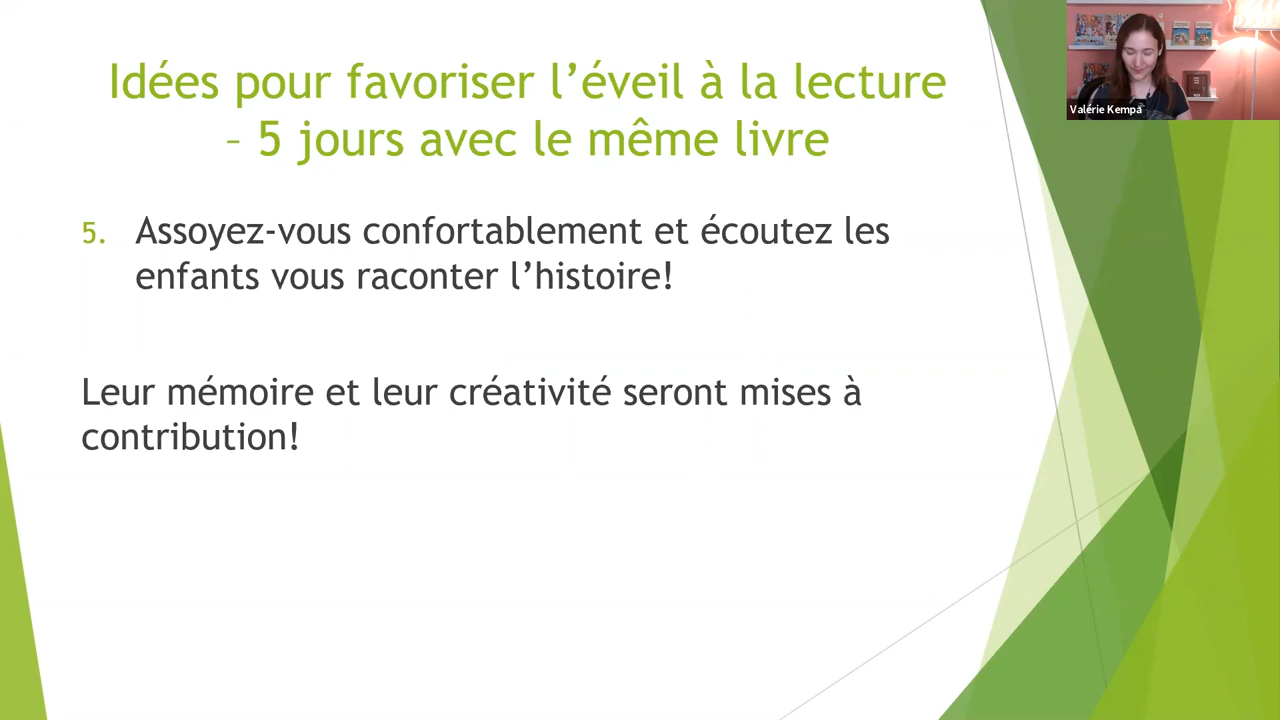 Idées pour favoriser l’éveil à la lecture
– 5 jours avec le même livre
5. Assoyez-vous confortablement et écoutez les
enfants vous raconter l’histoire!
Leur mémoire et leur créativité seront mises à
contribution!
Valérie Kempa